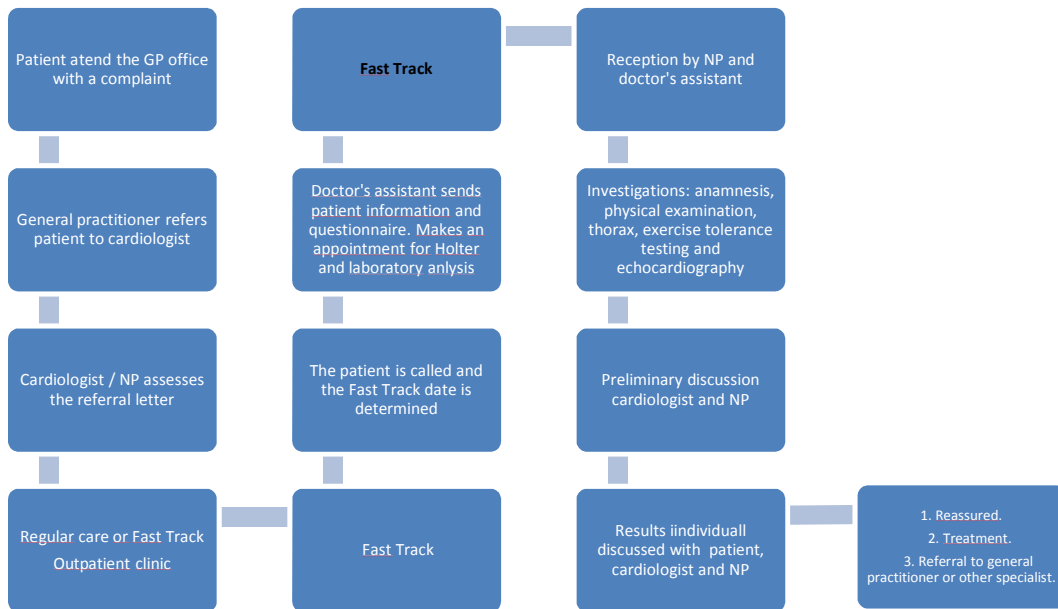 Patient atend the GP office
with a complaint
General practitioner refers
patient to cardiologist
Cardiologist / NP assesses
the referral letter
Regular care or Fast Track
Outpatient clinic
Fast Track
The patient is called and
the Fast Track date is
determined
Doctor's assistant sends
patient information and
questionnaire. Makes an
appointment for Holter
and laboratory anlysis
Fast Track
Reception by NP and
doctor's assistant
Investigations: anamnesis,
physical examination,
thorax, exercise tolerance
testing and
echocardiography
Preliminary discussion
cardiologist and NP
Results iindividuall
discussed with patient,
cardiologist and NP
1. Reassured.
2. Treatment.
3. Referral to general
practitioner or other specialist.